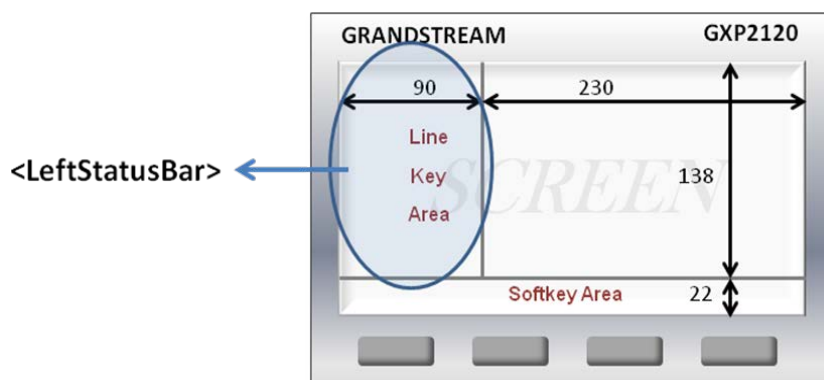 GRANDSTREAM GXP2120
90 230
Line
<LeftStatusBar>
Key
SCREEN
138
Area
Softkey Area 22